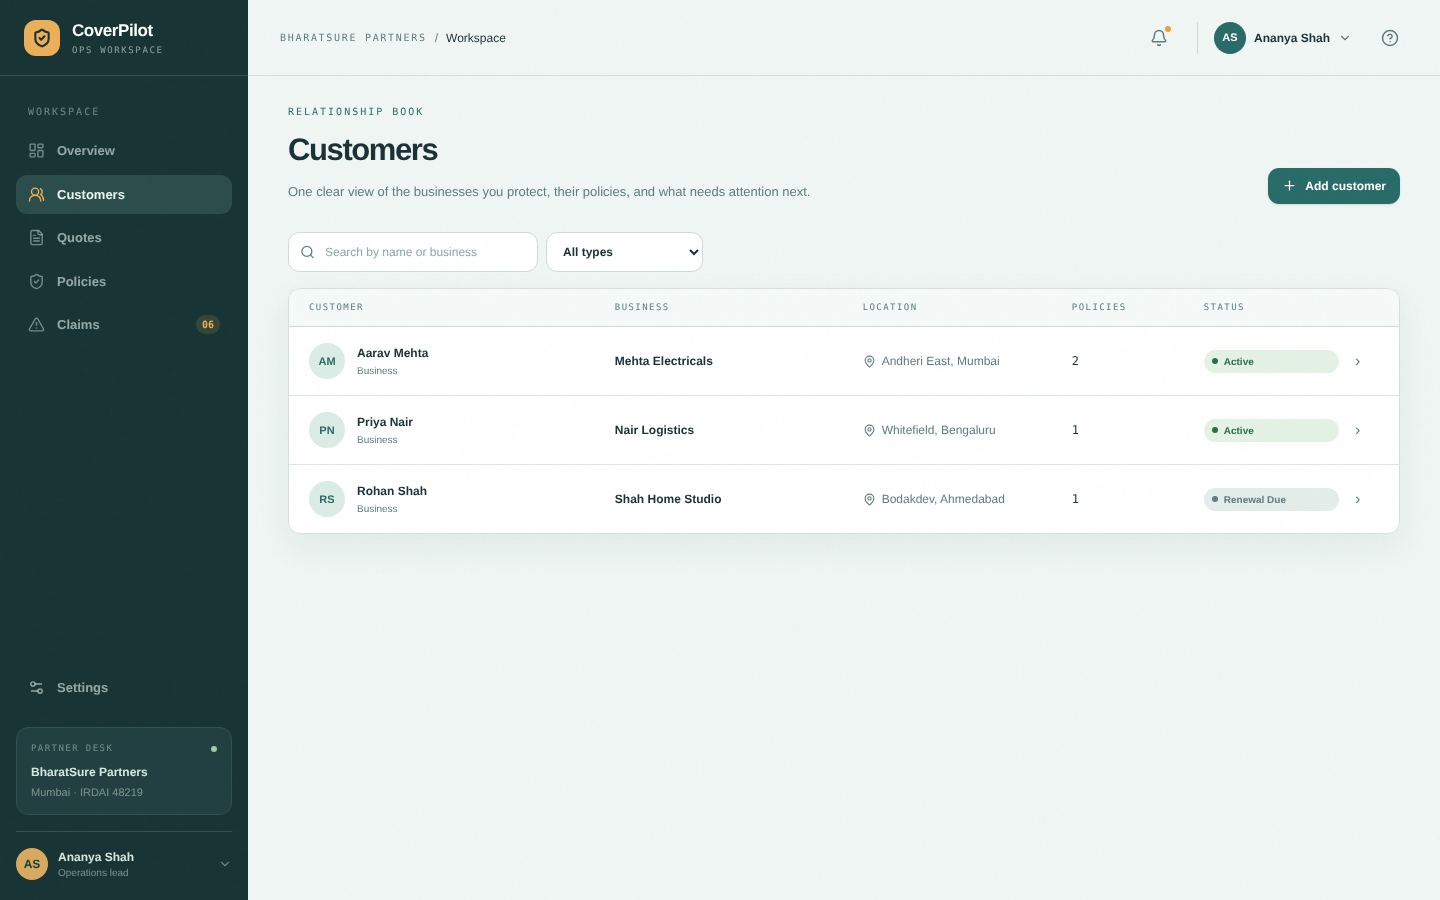 CoverPilot
OPS WORKSPACE
WORKSPACE
Overview
Customers
Quotes
Policies
Claims 06
Settings
PARTNER DESK
BharatSure Partners
Mumbai · IRDAI 48219
AS Ananya Shah
Operations lead
BHARATSURE PARTNERS / Workspace
AS Ananya Shah
RELATIONSHIP BOOK
Customers
One clear view of the businesses you protect, their policies, and what needs attention next.
+ Add customer
Search by name or business
All types
CUSTOMER BUSINESS LOCATION POLICIES STATUS
AM Aarav Mehta Mehta Electricals Andheri East, Mumbai 2 Active ›
Business
PN Priya Nair Nair Logistics Whitefield, Bengaluru 1 Active ›
Business
RS Rohan Shah Shah Home Studio Bodakdev, Ahmedabad 1 Renewal Due ›
Business